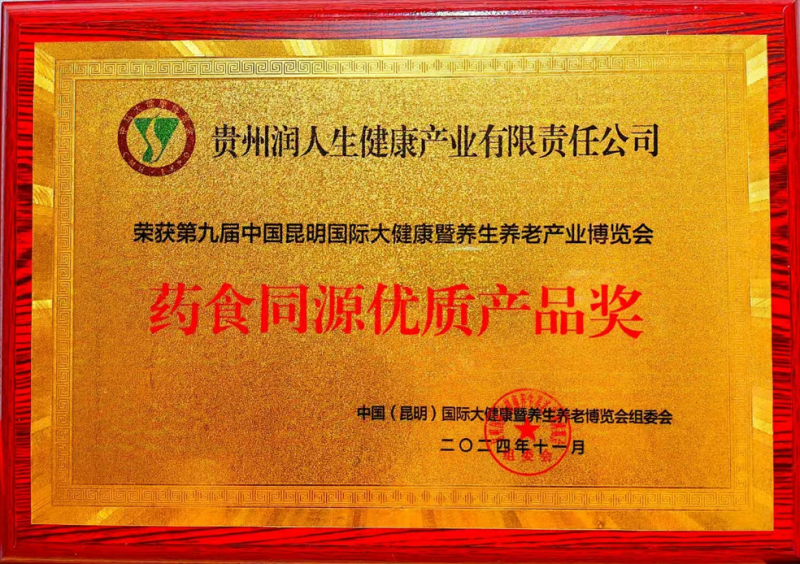 贵州润人生健康产业有限责任公司
荣获第九届中国昆明国际大健康暨养生养老产业博览会
药食同源优质产品奖
中国（昆明）国际大健康暨养生养老博览会组委会
二〇二四年十一月
组委会